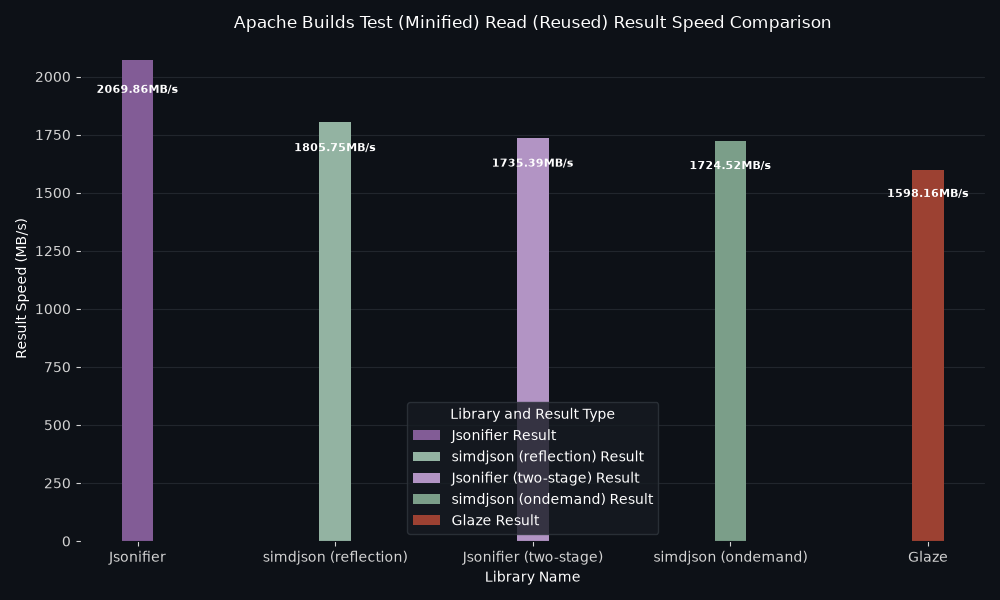 Apache Builds Test (Minified) Read (Reused) Result Speed Comparison
Result Speed (MB/s)
2000
1750
1500
1250
1000
750
500
250
0
2069.86MB/s
1805.75MB/s
1735.39MB/s
1724.52MB/s
1598.16MB/s
Library and Result Type
Jsonifier Result
simdjson (reflection) Result
Jsonifier (two-stage) Result
simdjson (ondemand) Result
Glaze Result
Jsonifier
simdjson (reflection)
Jsonifier (two-stage)
simdjson (ondemand)
Glaze
Library Name